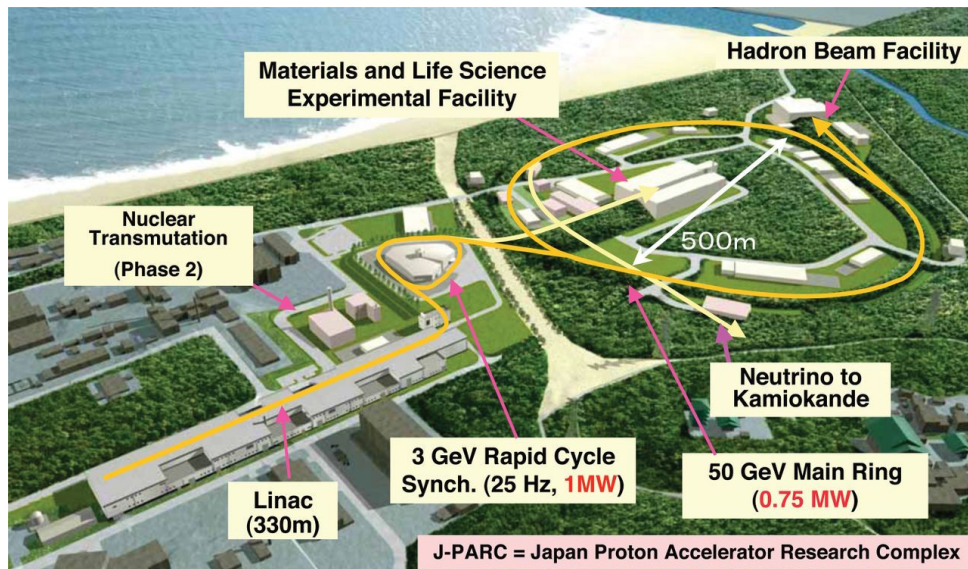 Hadron Beam Facility
Materials and Life Science
Experimental Facility
Nuclear
Transmutation
(Phase 2)
500m
Neutrino to
Kamiokande
3 GeV Rapid Cycle
Synch. (25 Hz, 1MW)
50 GeV Main Ring
(0.75 MW)
Linac
(330m)
J-PARC = Japan Proton Accelerator Research Complex